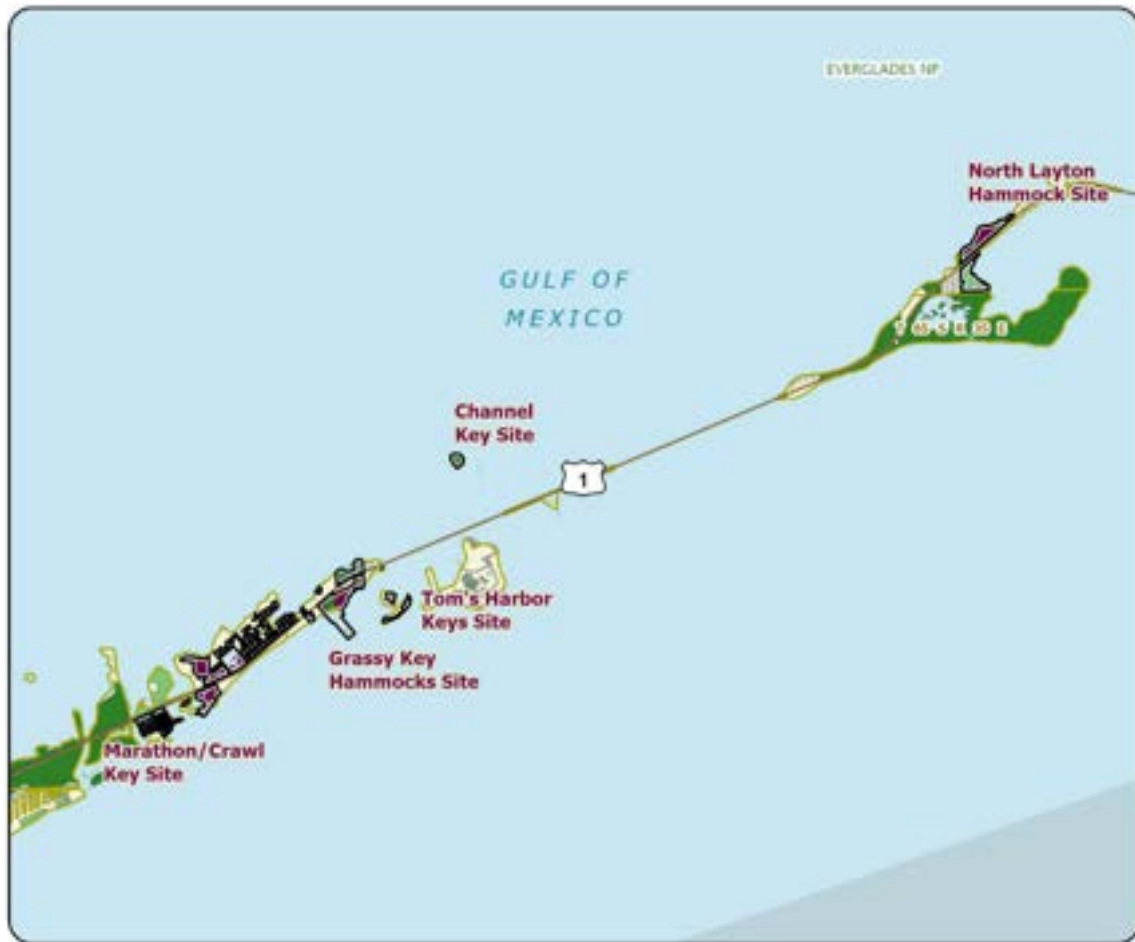 EVERGLADES NP
North Layton
Hammock Site
GULF OF
MEXICO
Channel
Key Site
1
Tom's Harbor
Keys Site
Grassy Key
Hammocks Site
Marathon/Crawl
Key Site